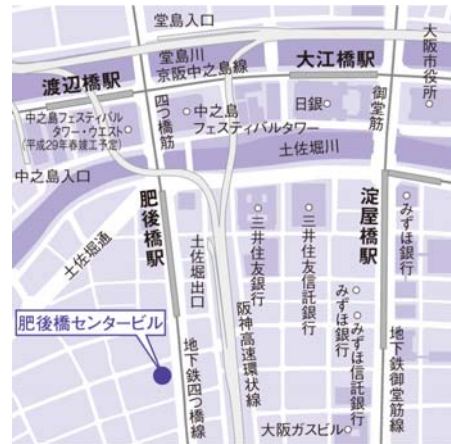 堂島入口
堂島川
京阪中之島線
渡辺橋駅
大江橋駅
大阪市役所
中之島フェスティバル
タワー・ウエスト
(平成29年春竣工予定)
四つ橋筋
中之島
フェスティバルタワー
日銀
御堂筋
土佐堀川
中之島入口
肥後橋駅
淀屋橋駅
土佐堀通
土佐堀出口
三井住友銀行
三井住友信託銀行
みずほ銀行
みずほ銀行
みずほ信託銀行
肥後橋センタービル
地下鉄四つ橋線
阪神高速環状線
地下鉄御堂筋線
大阪ガスビル